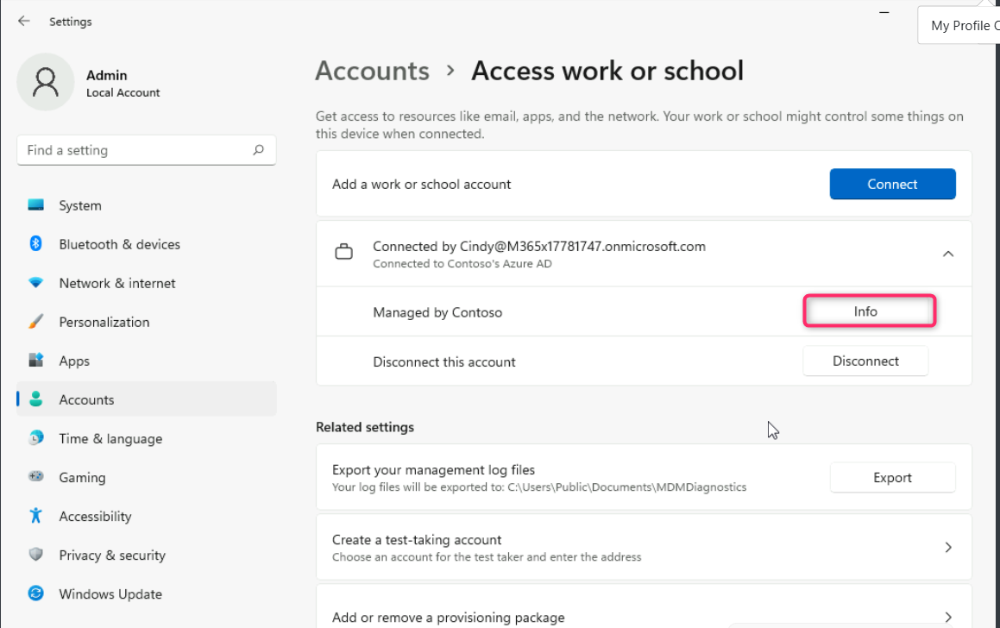 Settings
My Profile
Admin
Local Account
Find a setting
System
Bluetooth & devices
Network & internet
Personalization
Apps
Accounts
Time & language
Gaming
Accessibility
Privacy & security
Windows Update
Accounts > Access work or school
Get access to resources like email, apps, and the network. Your work or school might control some things on
this device when connected.
Add a work or school account
Connect
Connected by Cindy@M365x17781747.onmicrosoft.com
Connected to Contoso's Azure AD
Managed by Contoso
Info
Disconnect this account
Disconnect
Related settings
Export your management log files
Your log files will be exported to: C:\Users\Public\Documents\MDMDiagnostics
Export
Create a test-taking account
Choose an account for the test taker and enter the address
Add or remove a provisioning package